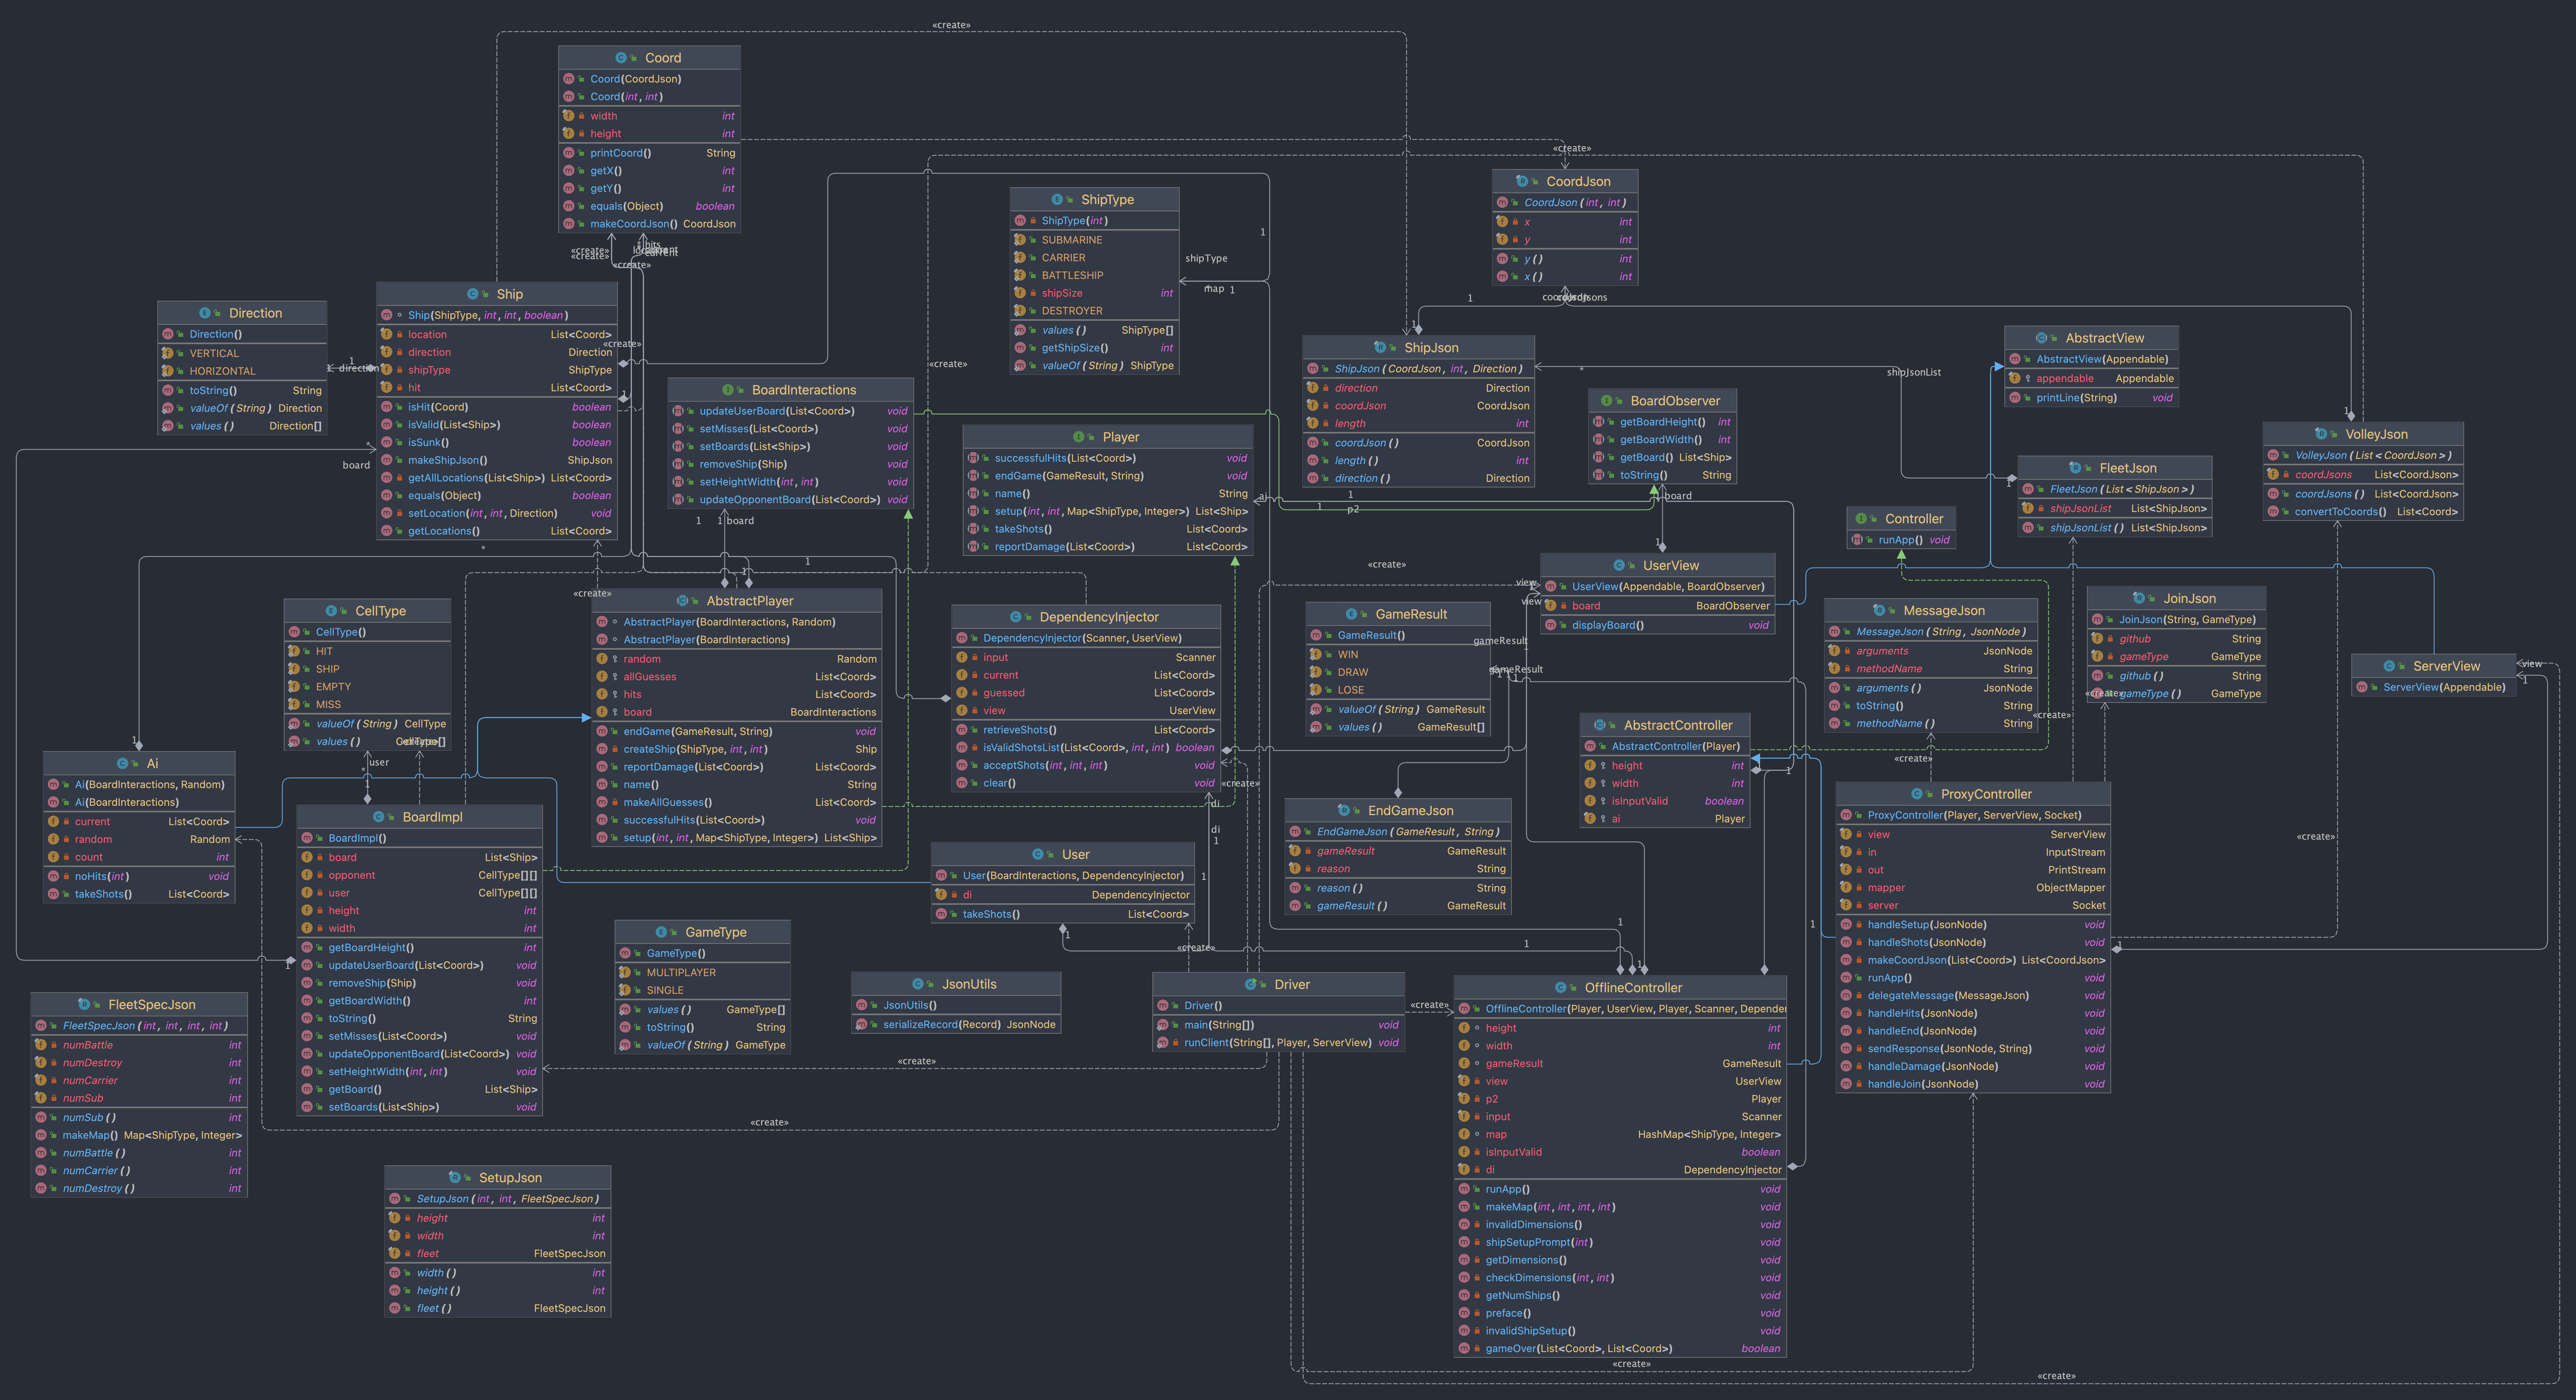 «create»
Coord
Coord(CoordJson)
Coord(int, int)
width int
height int
printCoord() String
getX() int
getY() int
equals(Object) boolean
makeCoordJson() CoordJson
«create»
CoordJson
CoordJson(int, int)
x int
y int
y() int
x() int
ShipType
ShipType(int)
SUBMARINE
CARRIER
BATTLESHIP
shipSize int
DESTROYER
values() ShipType[]
getShipSize() int
valueOf(String) ShipType
1
shipType
map 1
«create»
«create»
«create»
current
Ship
Ship(ShipType, int, int, boolean)
location List<Coord>
direction Direction
shipType ShipType
hit List<Coord>
isHit(Coord) boolean
isValid(List<Ship>) boolean
isSunk() boolean
makeShipJson() ShipJson
getAllLocations(List<Ship>) List<Coord>
equals(Object) boolean
setLocation(int, int, Direction) void
getLocations() List<Coord>
Direction
Direction()
VERTICAL
HORIZONTAL
toString() String
valueOf(String) Direction
values() Direction[]
1
1 direction
*
board
«create»
1
«create»
BoardInteractions
updateUserBoard(List<Coord>) void
setMisses(List<Coord>) void
setBoards(List<Ship>) void
removeShip(Ship) void
setHeightWidth(int, int) void
updateOpponentBoard(List<Coord>) void
1 1 board
Player
successfulHits(List<Coord>) void
endGame(GameResult, String) void
name() String
setup(int, int, Map<ShipType, Integer>) List<Ship>
takeShots() List<Coord>
reportDamage(List<Coord>) List<Coord>
ai
1
1
p2
1
coordJsons
1
ShipJson
ShipJson(CoordJson, int, Direction)
direction Direction
coordJson CoordJson
length int
coordJson() CoordJson
length() int
direction() Direction
*
shipJsonList
BoardObserver
getBoardHeight() int
getBoardWidth() int
getBoard() List<Ship>
toString() String
board
1
AbstractView
AbstractView(Appendable)
appendable Appendable
printLine(String) void
1
VolleyJson
VolleyJson(List<CoordJson>)
coordJsons List<CoordJson>
coordJsons() List<CoordJson>
convertToCoords() List<Coord>
FleetJson
FleetJson(List<ShipJson>)
shipJsonList List<ShipJson>
shipJsonList() List<ShipJson>
1
Controller
runApp() void
UserView
UserView(Appendable, BoardObserver)
board BoardObserver
displayBoard() void
view
view
«create»
*
1
1
«create»
CellType
CellType()
HIT
SHIP
EMPTY
MISS
valueOf(String) CellType
values() CellType[]
user
*
1
AbstractPlayer
AbstractPlayer(BoardInteractions, Random)
AbstractPlayer(BoardInteractions)
random Random
allGuesses List<Coord>
hits List<Coord>
board BoardInteractions
endGame(GameResult, String) void
createShip(ShipType, int, int) Ship
reportDamage(List<Coord>) List<Coord>
name() String
makeAllGuesses() List<Coord>
successfulHits(List<Coord>) void
setup(int, int, Map<ShipType, Integer>) List<Ship>
DependencyInjector
DependencyInjector(Scanner, UserView)
input Scanner
current List<Coord>
guessed List<Coord>
view UserView
retrieveShots() List<Coord>
isValidShotsList(List<Coord>, int, int) boolean
acceptShots(int, int, int) void
clear() void
«create»
di
di
1
1
GameResult
GameResult()
WIN
DRAW
LOSE
valueOf(String) GameResult
values() GameResult[]
gameResult
gameResult
1
MessageJson
MessageJson(String, JsonNode)
arguments JsonNode
methodName String
arguments() JsonNode
toString() String
methodName() String
«create»
JoinJson
JoinJson(String, GameType)
github String
gameType GameType
github() String
gameType() GameType
«create»
ServerView
ServerView(Appendable)
view
1
AbstractController
AbstractController(Player)
height int
width int
isInputValid boolean
ai Player
1
«create»
Ai
Ai(BoardInteractions, Random)
Ai(BoardInteractions)
current List<Coord>
random Random
count int
noHits(int) void
takeShots() List<Coord>
1
BoardImpl
BoardImpl()
board List<Ship>
opponent CellType[][]
user CellType[][]
height int
width int
getBoardHeight() int
updateUserBoard(List<Coord>) void
removeShip(Ship) void
getBoardWidth() int
toString() String
setMisses(List<Coord>) void
updateOpponentBoard(List<Coord>) void
setHeightWidth(int, int) void
getBoard() List<Ship>
setBoards(List<Ship>) void
1
User
User(BoardInteractions, DependencyInjector)
di DependencyInjector
takeShots() List<Coord>
1
«create»
1
EndGameJson
EndGameJson(GameResult, String)
gameResult GameResult
reason String
reason() String
gameResult() GameResult
ProxyController
ProxyController(Player, ServerView, Socket)
view ServerView
in InputStream
out PrintStream
mapper ObjectMapper
server Socket
handleSetup(JsonNode) void
handleShots(JsonNode) void
makeCoordJson(List<Coord>) List<CoordJson>
runApp() void
delegateMessage(MessageJson) void
handleHits(JsonNode) void
handleEnd(JsonNode) void
sendResponse(JsonNode, String) void
handleDamage(JsonNode) void
handleJoin(JsonNode) void
«create»
1
1
GameType
GameType()
MULTIPLAYER
SINGLE
values() GameType[]
toString() String
valueOf(String) GameType
JsonUtils
JsonUtils()
serializeRecord(Record) JsonNode
Driver
Driver()
main(String[]) void
runClient(String[], Player, ServerView) void
«create»
1
1
OfflineController
OfflineController(Player, UserView, Player, Scanner, Depender
height int
width int
gameResult GameResult
view UserView
p2 Player
input Scanner
map HashMap<ShipType, Integer>
isInputValid boolean
di DependencyInjector
runApp() void
makeMap(int, int, int, int) void
invalidDimensions() void
shipSetupPrompt(int) void
getDimensions() void
checkDimensions(int, int) void
getNumShips() void
preface() void
invalidShipSetup() void
gameOver(List<Coord>, List<Coord>) boolean
FleetSpecJson
FleetSpecJson(int, int, int, int)
numBattle int
numDestroy int
numCarrier int
numSub int
numSub() int
makeMap() Map<ShipType, Integer>
numBattle() int
numCarrier() int
numDestroy() int
«create»
«create»
SetupJson
SetupJson(int, int, FleetSpecJson)
height int
width int
fleet FleetSpecJson
width() int
height() int
fleet() FleetSpecJson
«create»
«create»